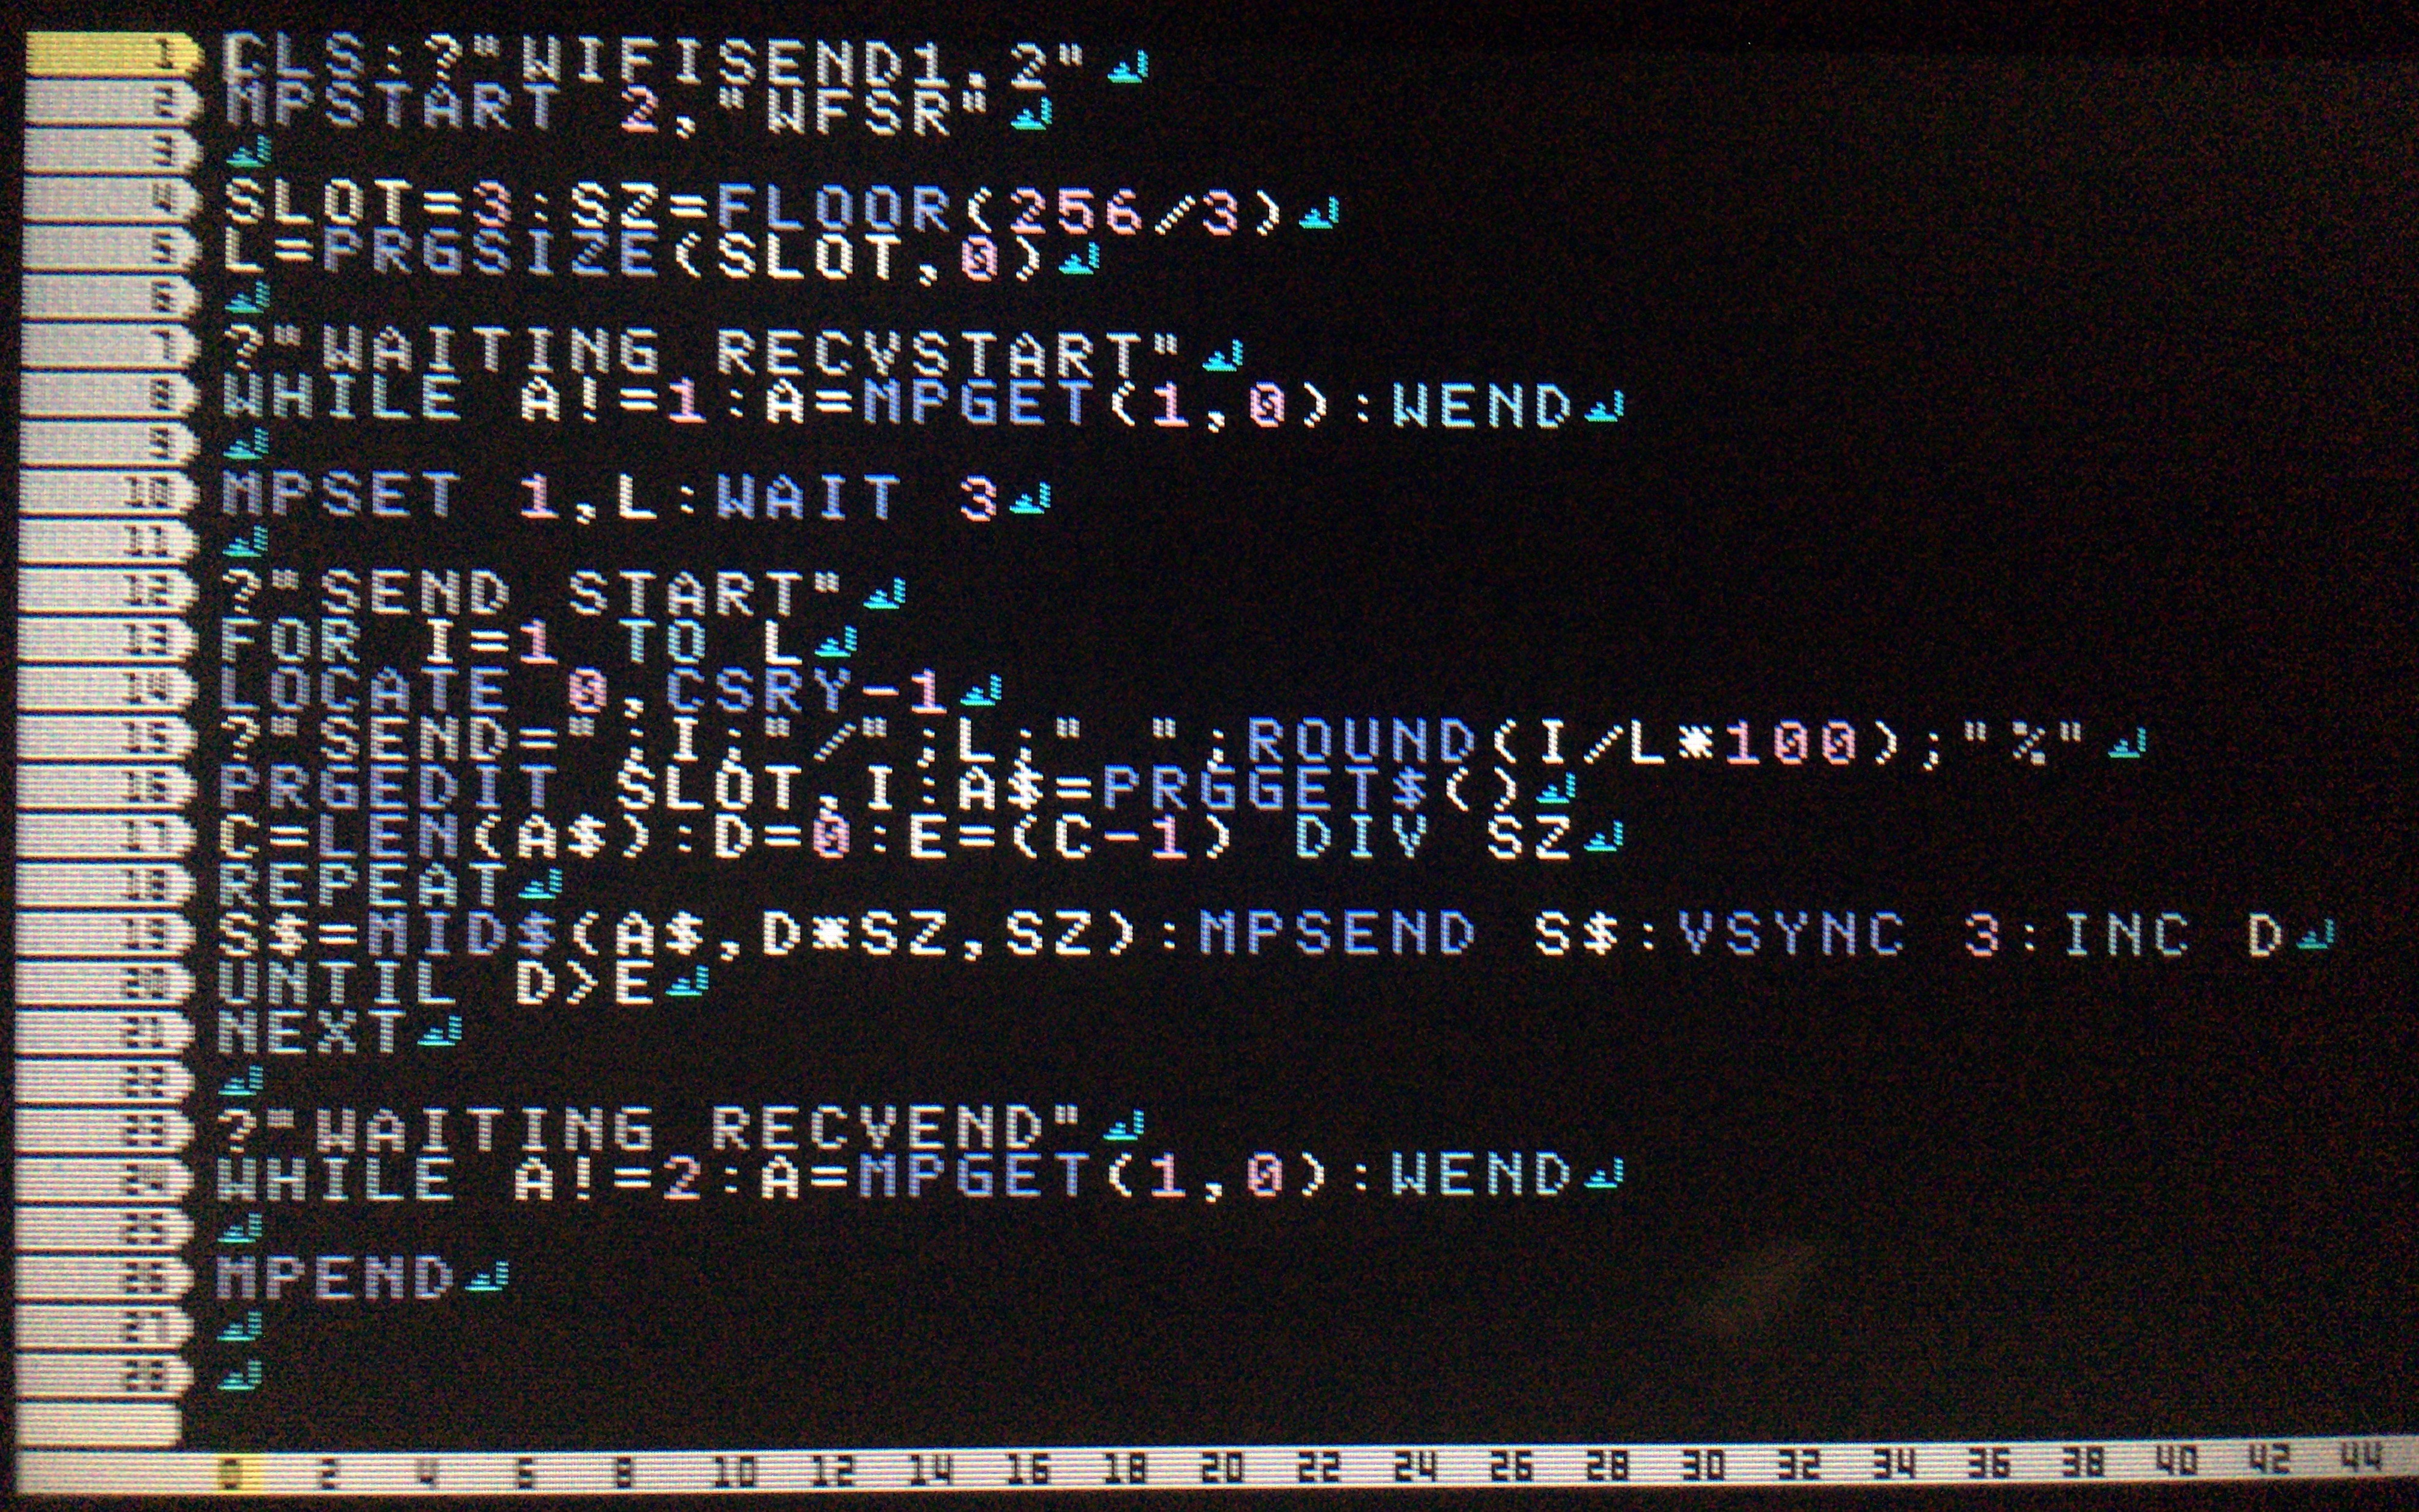 1 CLS:?"WIFISEND1.2"
2 MPSTART 2,"WFSR"
3
4 SLOT=3:SZ=FLOOR(256/3)
5 L=PRGSIZE(SLOT,0)
6
7 ?"WAITING RECVSTART"
8 WHILE A!=1:A=MPGET(1,0):WEND
9
10 MPSET 1,L:WAIT 3
11
12 ?"SEND START"
13 FOR I=1 TO L
14 LOCATE 0,CSRY-1
15 ?"SEND=";I;"/";L;" ";ROUND(I/L*100);"%"
16 PRGEDIT SLOT,I:A$=PRGGET$()
17 C=LEN(A$):D=0:E=(C-1) DIV SZ
18 REPEAT
19 S$=MID$(A$,D*SZ,SZ):MPSEND S$:VSYNC 3:INC D
20 UNTIL D>E
21 NEXT
22
23 ?"WAITING RECVEND"
24 WHILE A!=2:A=MPGET(1,0):WEND
25
26 MPEND
27
28
0 2 4 6 8 10 12 14 16 18 20 22 24 26 28 30 32 34 36 38 40 42 44